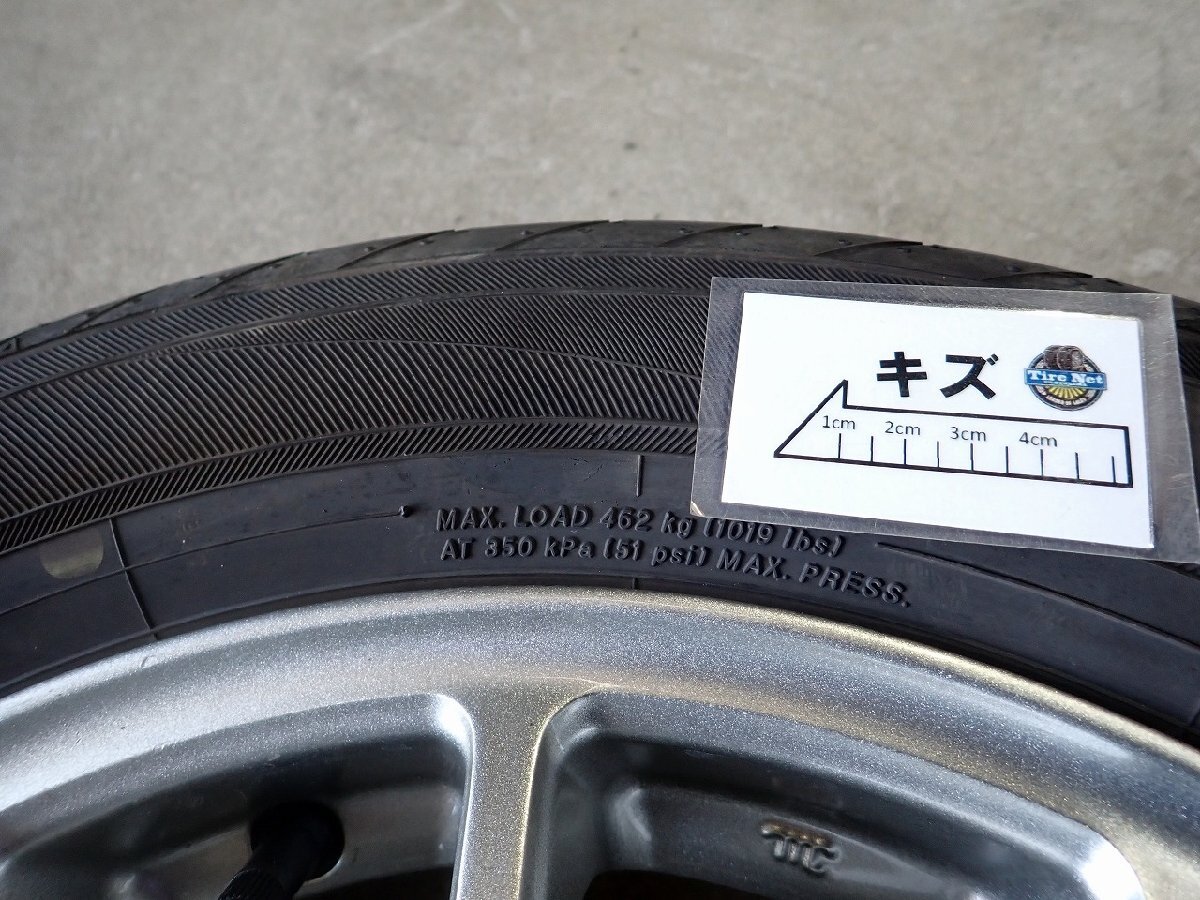 キズ
Tire Net
1cm 2cm 3cm 4cm
MAX. LOAD 462 kg (1019 lbs)
AT 350 kPa (51 psi) MAX. PRESS.